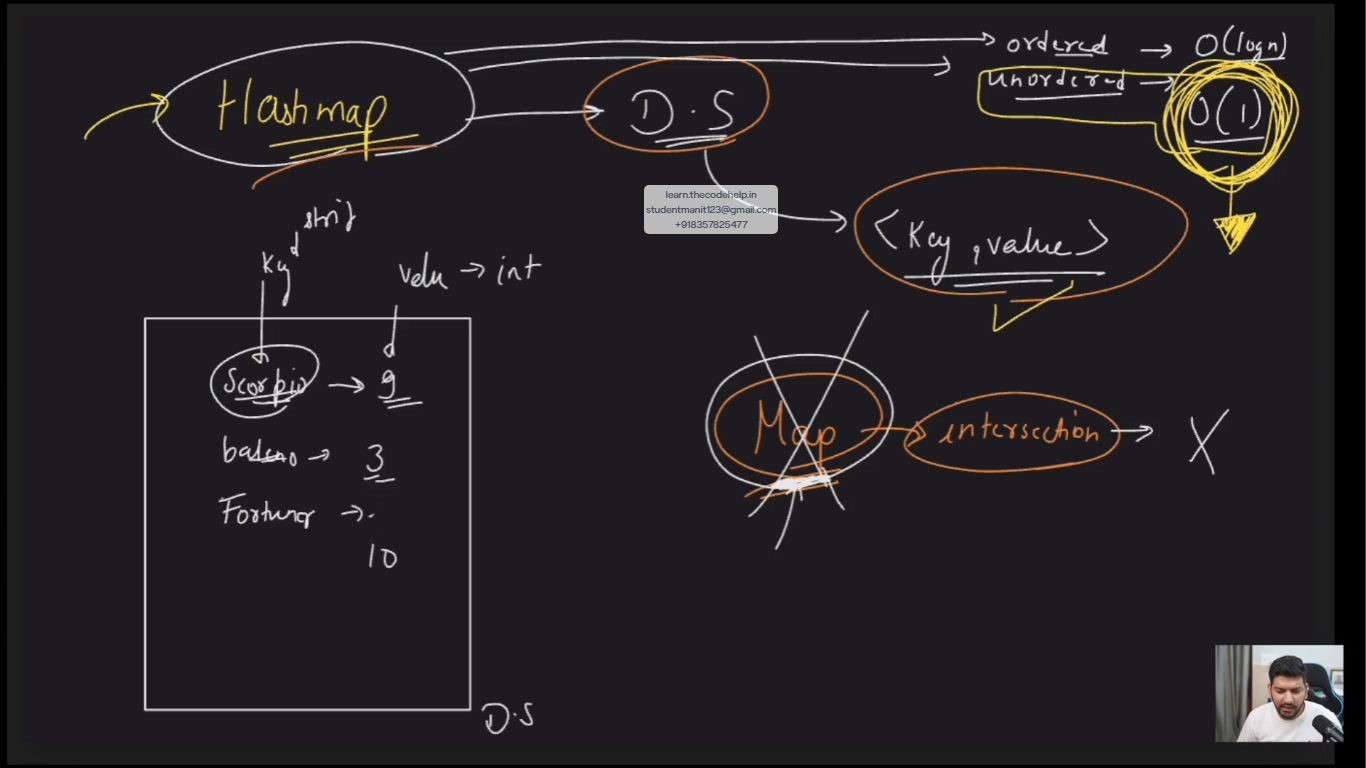 ordered → O(logn)
unordered → O(1)
Hashmap
D.S
learn.thecodehelp.in
studentmanit123@gmail.com
+918357825477
<Key, value>
Key
value → int
Scorpio → 9
baleno → 3
Fortuner →
10
Map → intersection → X
D.S